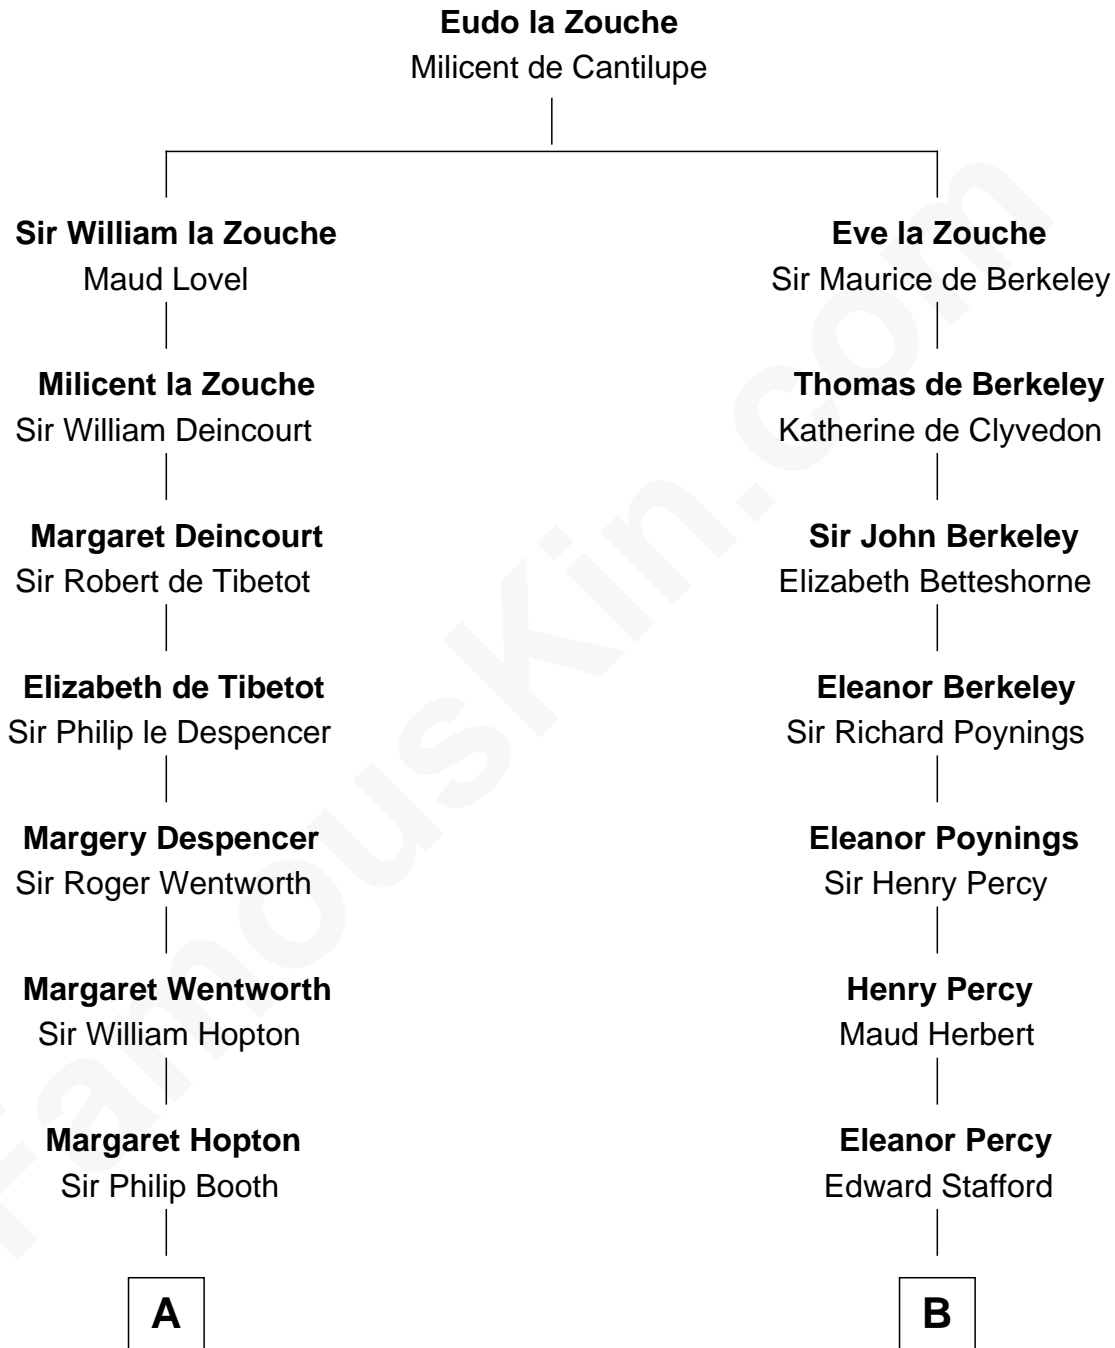 Eudo la Zouche
Milicent de Cantilupe
Sir William la Zouche
Maud Lovel
Milicent la Zouche
Sir William Deincourt
Margaret Deincourt
Sir Robert de Tibetot
Elizabeth de Tibetot
Sir Philip le Despencer
Margery Despencer
Sir Roger Wentworth
Margaret Wentworth
Sir William Hopton
Margaret Hopton
Sir Philip Booth
A
Eve la Zouche
Sir Maurice de Berkeley
Thomas de Berkeley
Katherine de Clyvedon
Sir John Berkeley
Elizabeth Betteshorne
Eleanor Berkeley
Sir Richard Poynings
Eleanor Poynings
Sir Henry Percy
Henry Percy
Maud Herbert
Eleanor Percy
Edward Stafford
B
FamousKin.com